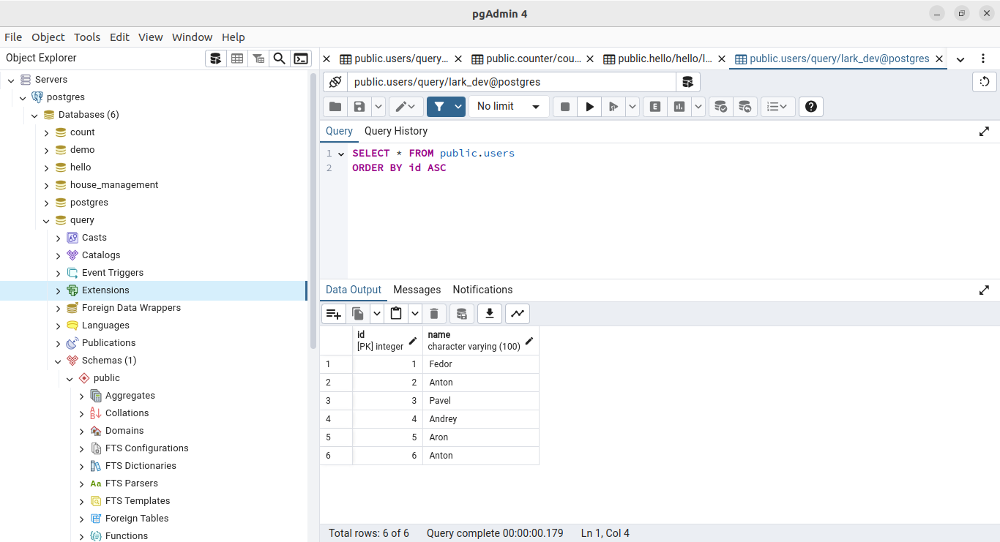 pgAdmin 4
File Object Tools Edit View Window Help
Object Explorer
public.users/query...
public.counter/cou...
public.hello/hello/l...
public.users/query/lark_dev@postgres
Servers
postgres
Databases (6)
count
demo
hello
house_management
postgres
query
Casts
Catalogs
Event Triggers
Extensions
Foreign Data Wrappers
Languages
Publications
Schemas (1)
public
Aggregates
Collations
Domains
FTS Configurations
FTS Dictionaries
Aa FTS Parsers
FTS Templates
Foreign Tables
Functions
public.users/query/lark_dev@postgres
No limit
E
Query Query History
1 SELECT * FROM public.users
2 ORDER BY id ASC
Data Output Messages Notifications
id name
[PK] integer character varying (100)
1 1 Fedor
2 2 Anton
3 3 Pavel
4 4 Andrey
5 5 Aron
6 6 Anton
Total rows: 6 of 6 Query complete 00:00:00.179 Ln 1, Col 4